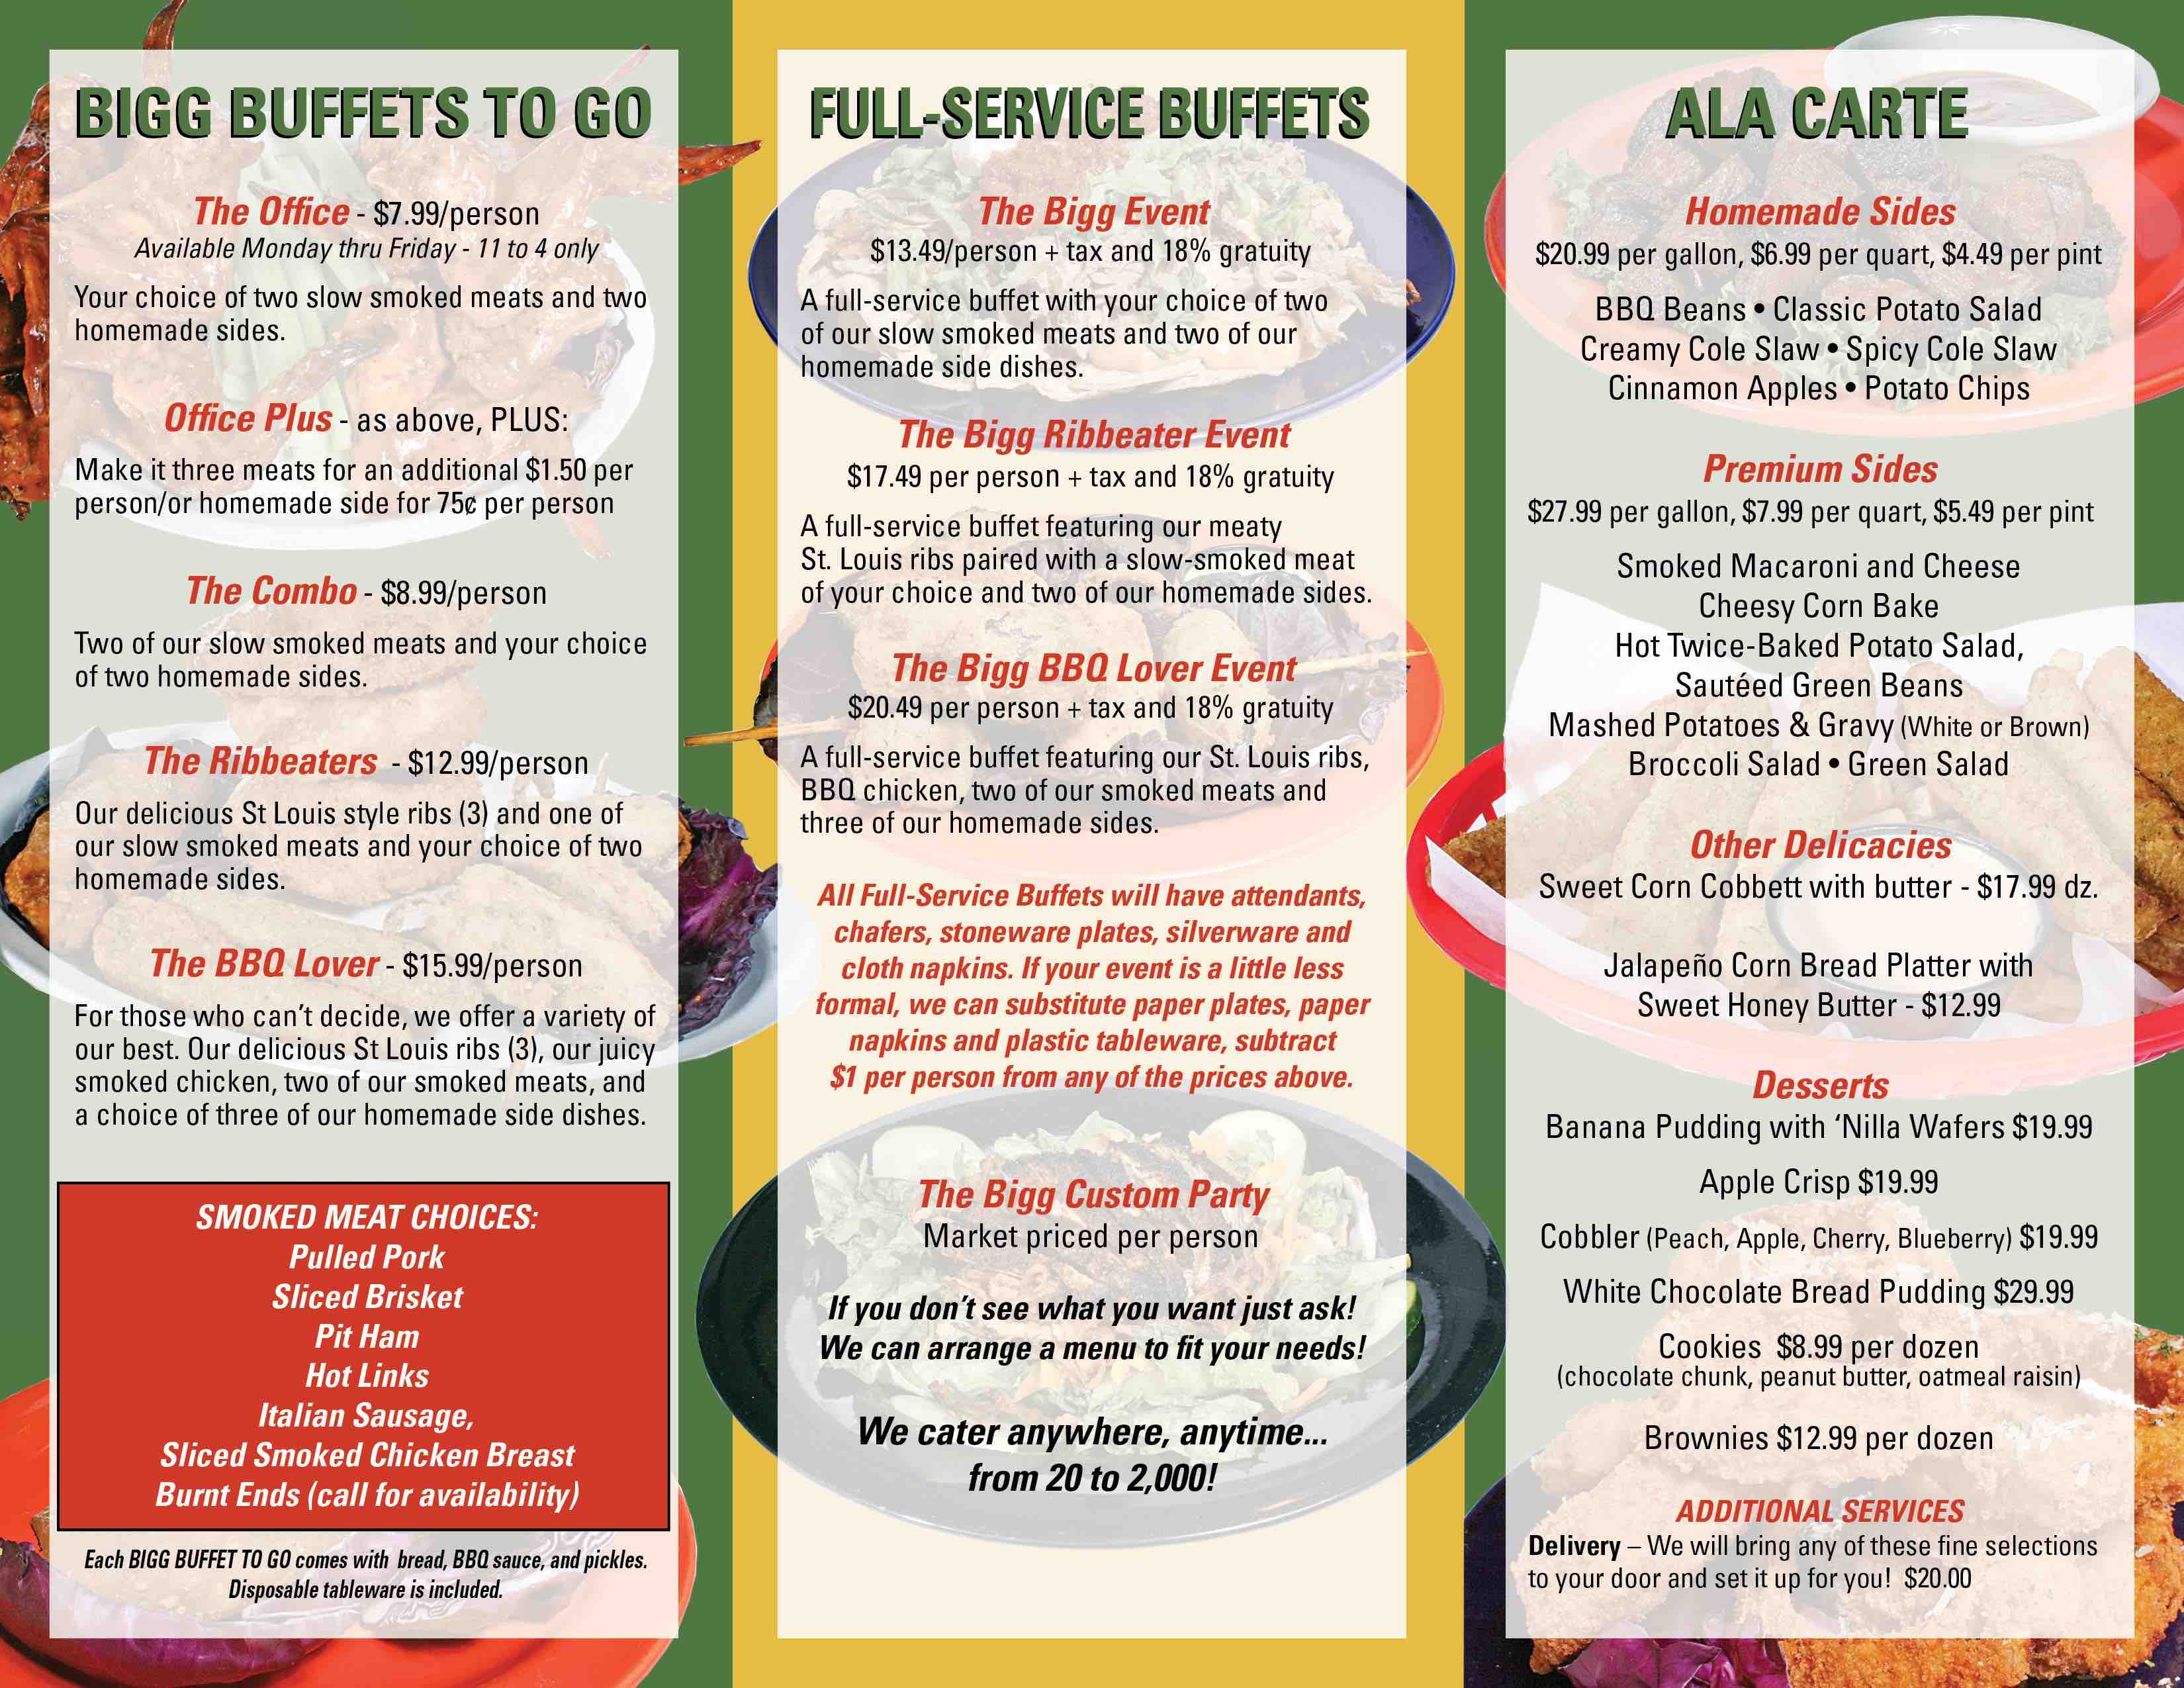 BIGG BUFFETS TO GO
The Office - $7.99/person
Available Monday thru Friday - 11 to 4 only
Your choice of two slow smoked meats and two
homemade sides.
Office Plus - as above, PLUS:
Make it three meats for an additional $1.50 per
person/or homemade side for 75¢ per person
The Combo - $8.99/person
Two of our slow smoked meats and your choice
of two homemade sides.
The Ribbeaters - $12.99/person
Our delicious St Louis style ribs (3) and one of
our slow smoked meats and your choice of two
homemade sides.
The BBQ Lover - $15.99/person
For those who can't decide, we offer a variety of
our best. Our delicious St Louis ribs (3), our juicy
smoked chicken, two of our smoked meats, and
a choice of three of our homemade side dishes.
SMOKED MEAT CHOICES:
Pulled Pork
Sliced Brisket
Pit Ham
Hot Links
Italian Sausage,
Sliced Smoked Chicken Breast
Burnt Ends (call for availability)
Each BIGG BUFFET TO GO comes with bread, BBQ sauce, and pickles.
Disposable tableware is included.
FULL-SERVICE BUFFETS
The Bigg Event
$13.49/person + tax and 18% gratuity
A full-service buffet with your choice of two
of our slow smoked meats and two of our
homemade side dishes.
The Bigg Ribbeater Event
$17.49 per person + tax and 18% gratuity
A full-service buffet featuring our meaty
St. Louis ribs paired with a slow-smoked meat
of your choice and two of our homemade sides.
The Bigg BBQ Lover Event
$20.49 per person + tax and 18% gratuity
A full-service buffet featuring our St. Louis ribs,
BBQ chicken, two of our smoked meats and
three of our homemade sides.
All Full-Service Buffets will have attendants,
chafers, stoneware plates, silverware and
cloth napkins. If your event is a little less
formal, we can substitute paper plates, paper
napkins and plastic tableware, subtract
$1 per person from any of the prices above.
The Bigg Custom Party
Market priced per person
If you don't see what you want just ask!
We can arrange a menu to fit your needs!
We cater anywhere, anytime...
from 20 to 2,000!
ALA CARTE
Homemade Sides
$20.99 per gallon, $6.99 per quart, $4.49 per pint
BBQ Beans • Classic Potato Salad
Creamy Cole Slaw • Spicy Cole Slaw
Cinnamon Apples • Potato Chips
Premium Sides
$27.99 per gallon, $7.99 per quart, $5.49 per pint
Smoked Macaroni and Cheese
Cheesy Corn Bake
Hot Twice-Baked Potato Salad,
Sautéed Green Beans
Mashed Potatoes & Gravy (White or Brown)
Broccoli Salad • Green Salad
Other Delicacies
Sweet Corn Cobbett with butter - $17.99 dz.
Jalapeño Corn Bread Platter with
Sweet Honey Butter - $12.99
Desserts
Banana Pudding with 'Nilla Wafers $19.99
Apple Crisp $19.99
Cobbler (Peach, Apple, Cherry, Blueberry) $19.99
White Chocolate Bread Pudding $29.99
Cookies $8.99 per dozen
(chocolate chunk, peanut butter, oatmeal raisin)
Brownies $12.99 per dozen
ADDITIONAL SERVICES
Delivery – We will bring any of these fine selections
to your door and set it up for you! $20.00